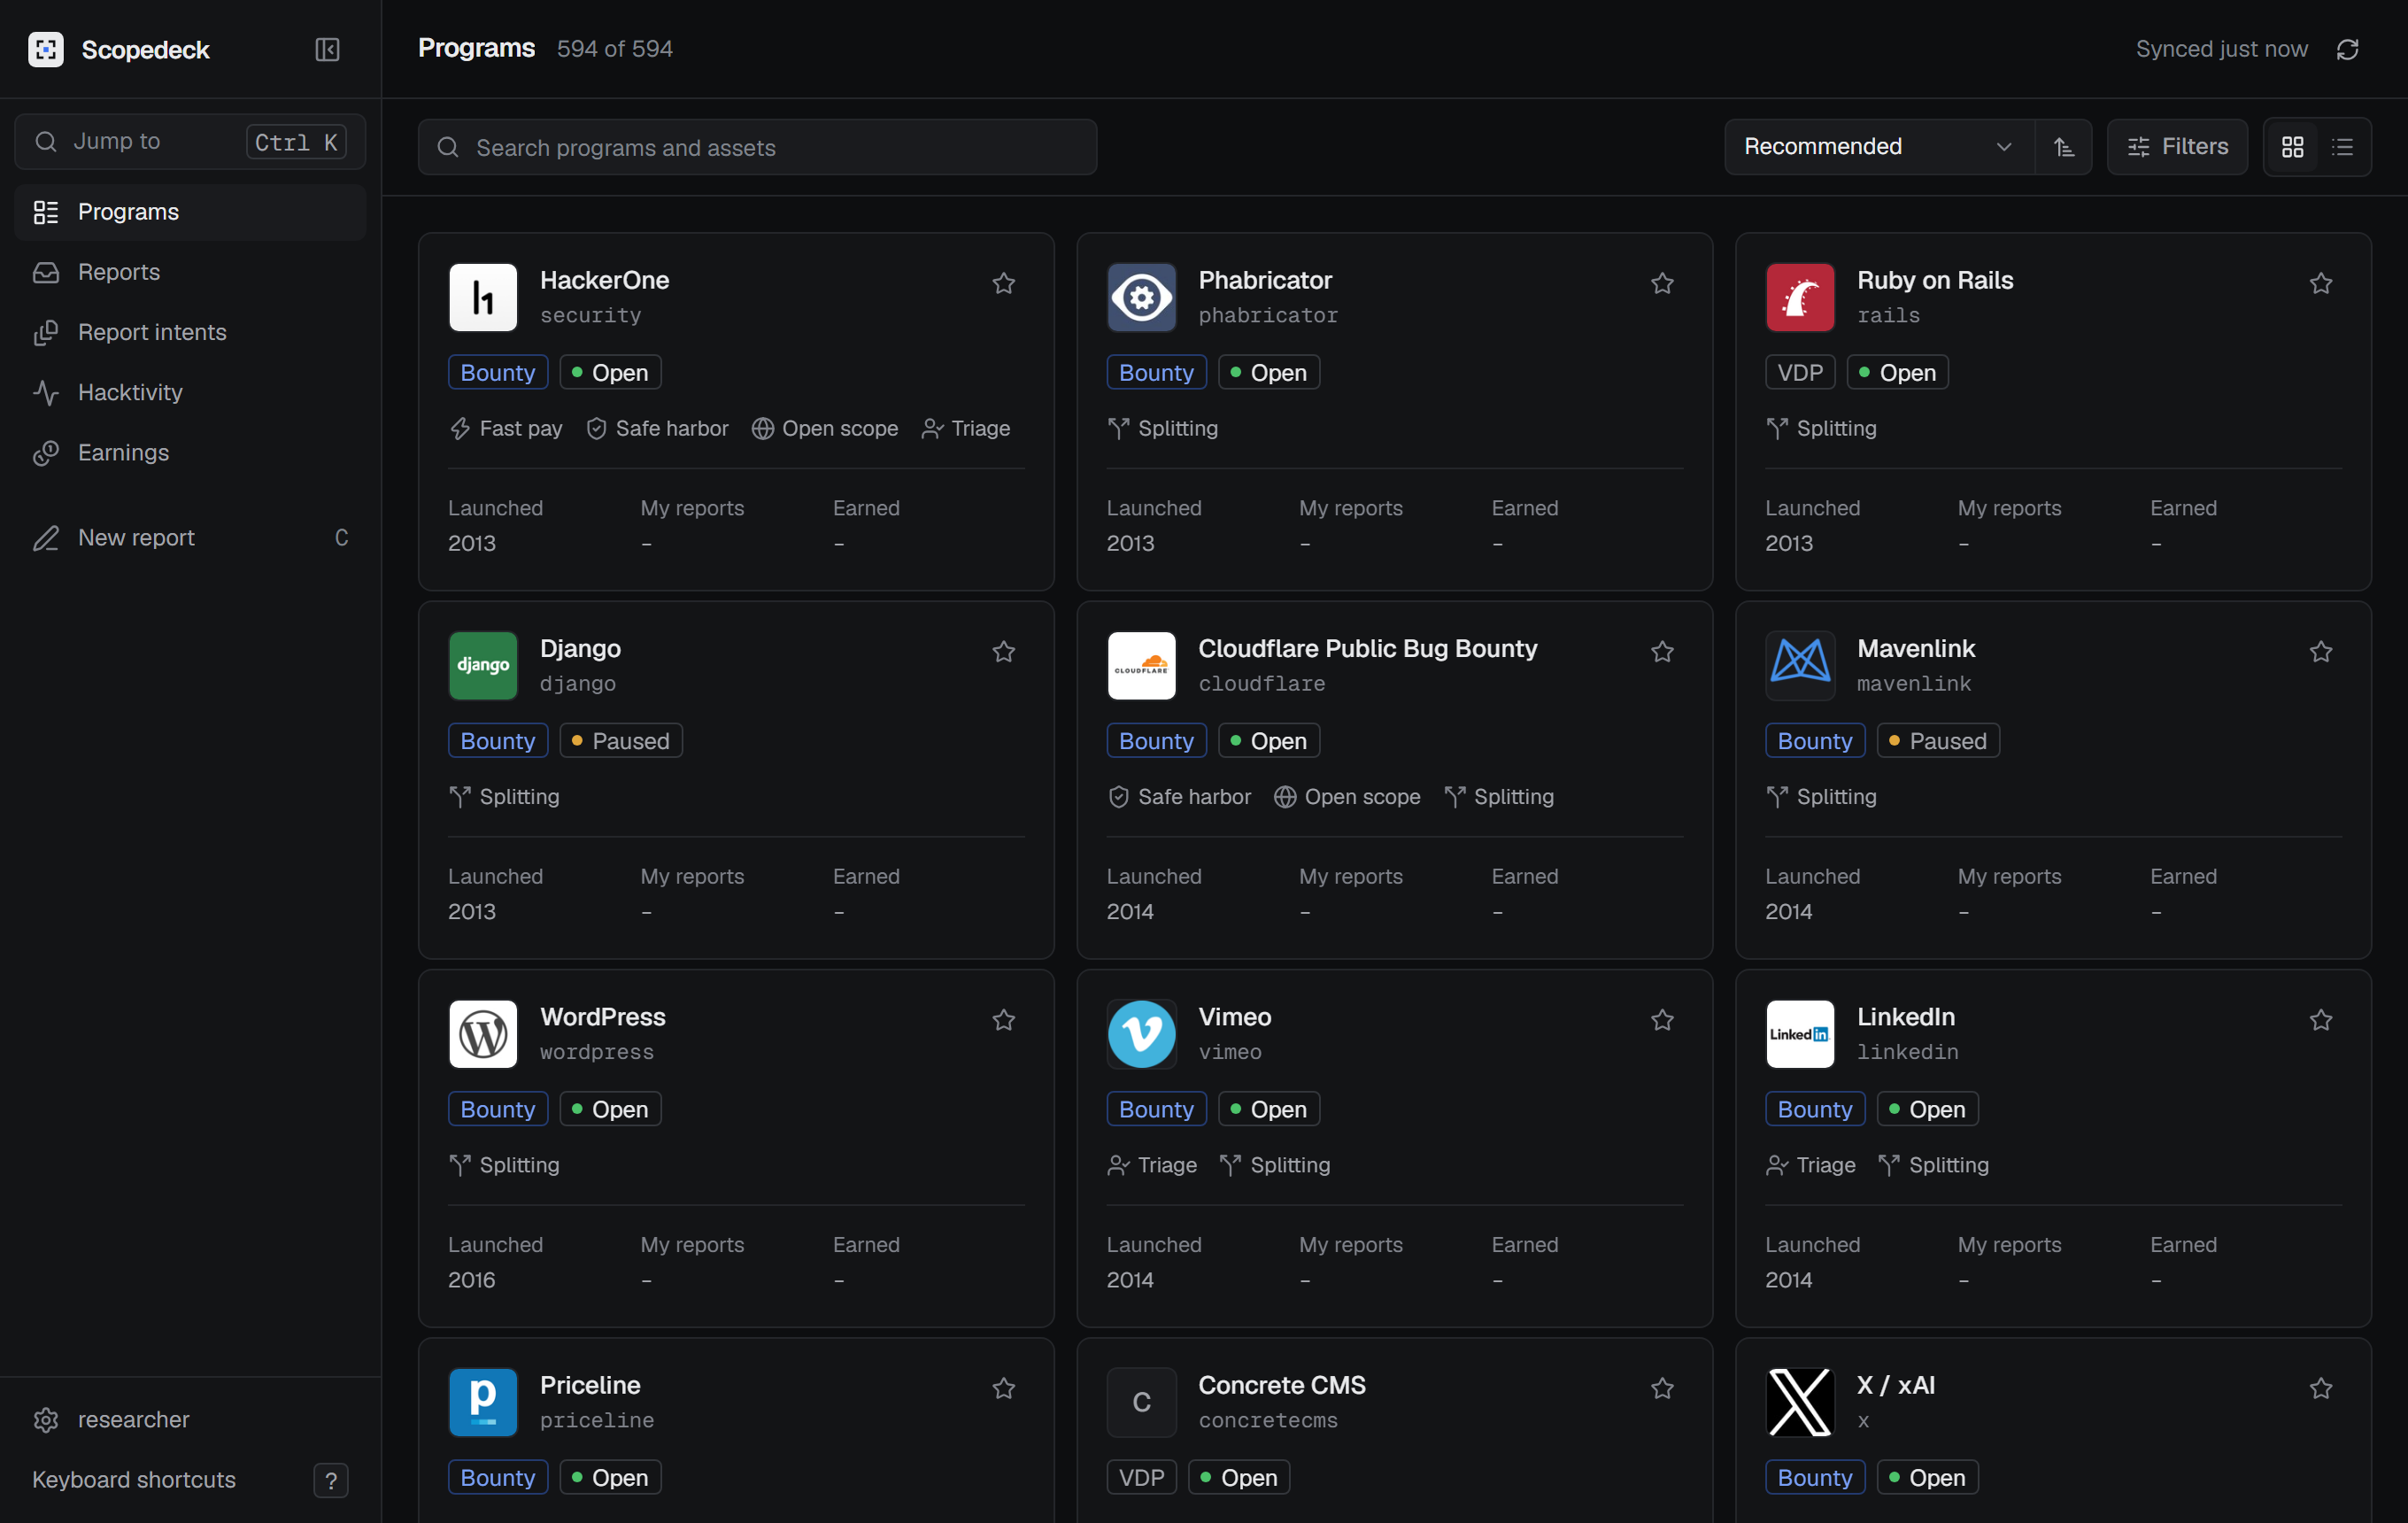 Scopedeck
Jump to Ctrl K
Programs
Reports
Report intents
Hacktivity
Earnings
New report C
researcher
Keyboard shortcuts ?
Programs 594 of 594
Synced just now
Search programs and assets
Recommended
Filters
h1
HackerOne
security
Bounty Open
Fast pay Safe harbor Open scope Triage
Launched My reports Earned
2013 – –
Phabricator
phabricator
Bounty Open
Splitting
Launched My reports Earned
2013 – –
Ruby on Rails
rails
VDP Open
Splitting
Launched My reports Earned
2013 – –
django
Django
django
Bounty Paused
Splitting
Launched My reports Earned
2013 – –
CLOUDFLARE
Cloudflare Public Bug Bounty
cloudflare
Bounty Open
Safe harbor Open scope Splitting
Launched My reports Earned
2014 – –
Mavenlink
mavenlink
Bounty Paused
Splitting
Launched My reports Earned
2014 – –
W
WordPress
wordpress
Bounty Open
Splitting
Launched My reports Earned
2016 – –
v
Vimeo
vimeo
Bounty Open
Triage Splitting
Launched My reports Earned
2014 – –
Linked in
LinkedIn
linkedin
Bounty Open
Triage Splitting
Launched My reports Earned
2014 – –
p
Priceline
priceline
Bounty Open
C
Concrete CMS
concretecms
VDP Open
X
X / xAI
x
Bounty Open